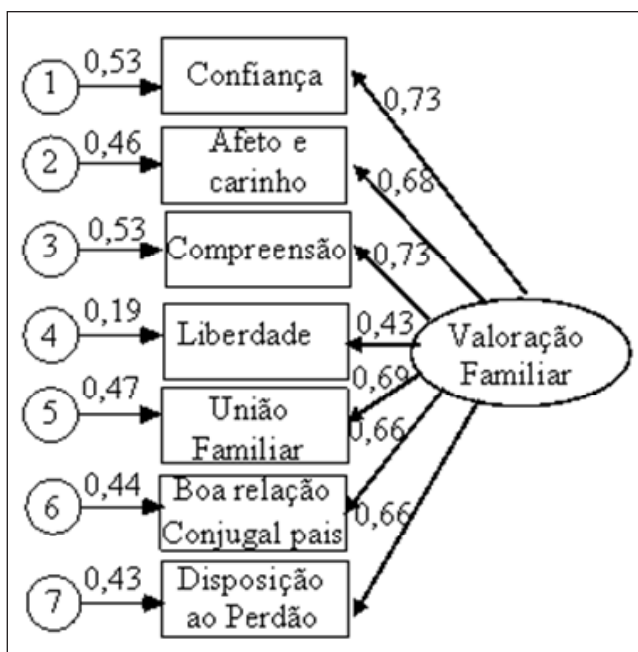 1
0,53
Confiança
0,73
2
0,46
Afeto e
carinho
0,68
3
0,53
Compreensão
0,73
4
0,19
Liberdade
0,43
Valoração
Familiar
5
0,47
União
Familiar
0,69
6
0,44
Boa relação
Conjugal pais
0,66
7
0,43
Disposição
ao Perdão
0,66